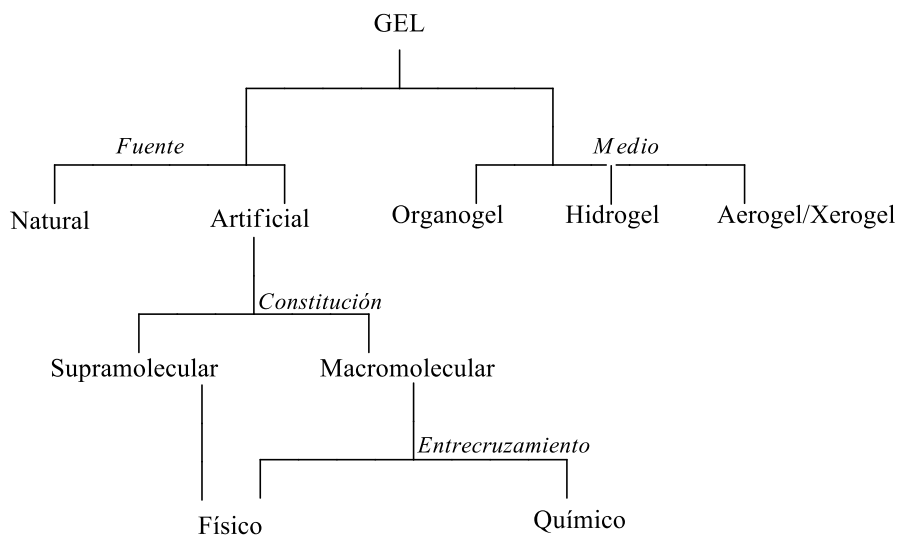 GEL
Fuente
Medio
Natural
Artificial
Organogel
Hidrogel
Aerogel/Xerogel
Constitución
Supramolecular
Macromolecular
Entrecruzamiento
Físico
Químico